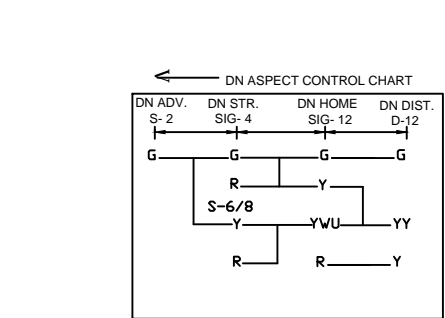 DN ASPECT CONTROL CHART
DN ADV. DN STR. DN HOME DN DIST.
S- 2 SIG- 4 SIG- 12 D-12
G G G G
R Y
S-6/8
Y YWU YY
R R Y